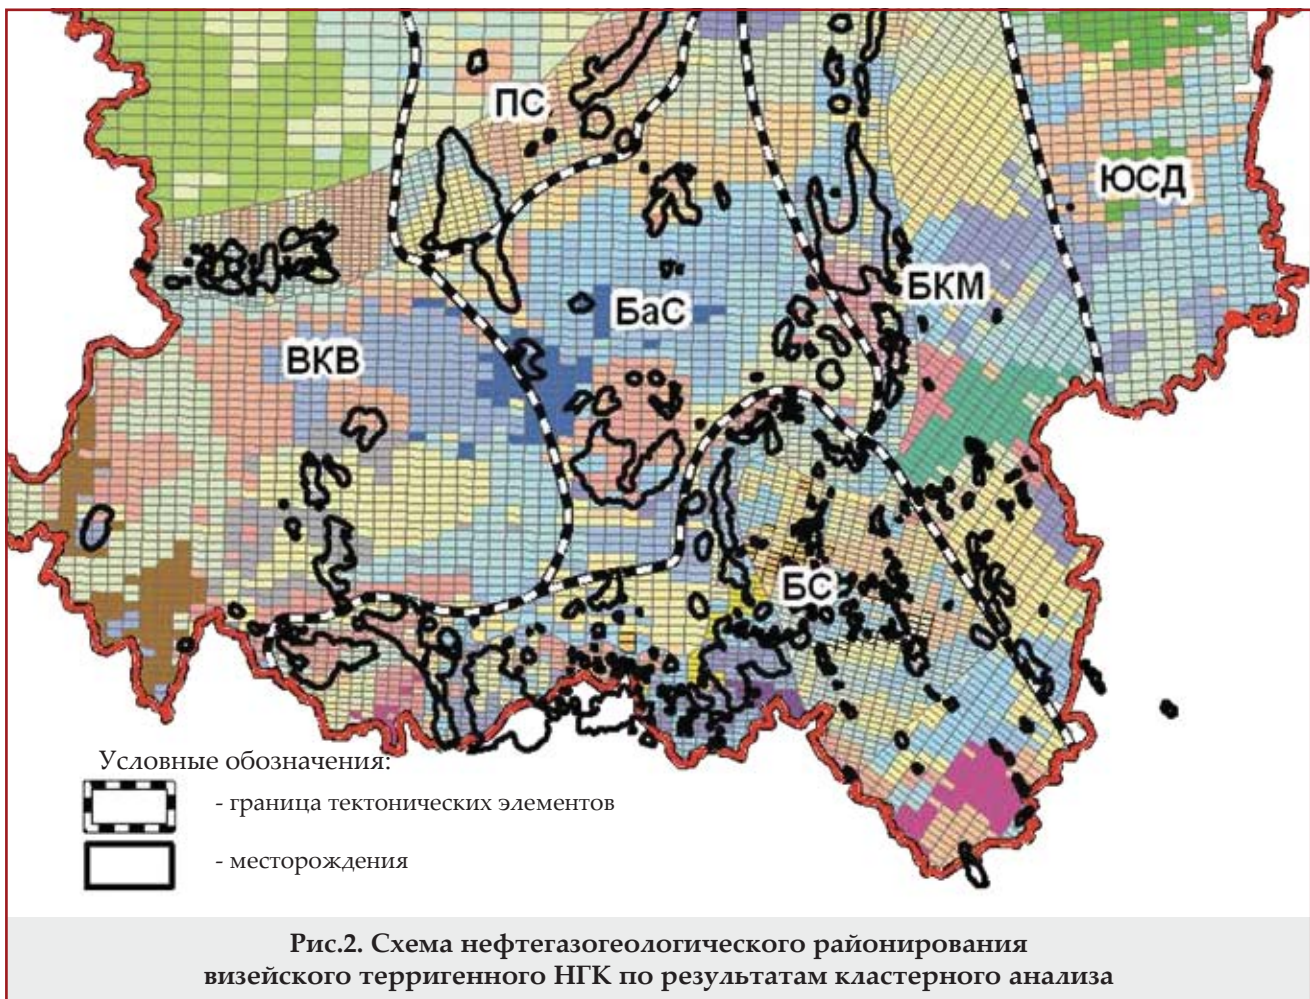 ПС
ЮСД
БКМ
БаС
ВКВ
БС
Условные обозначения:
- граница тектонических элементов
- месторождения
Рис.2. Схема нефтегазогеологического районирования
визейского терригенного НГК по результатам кластерного анализа